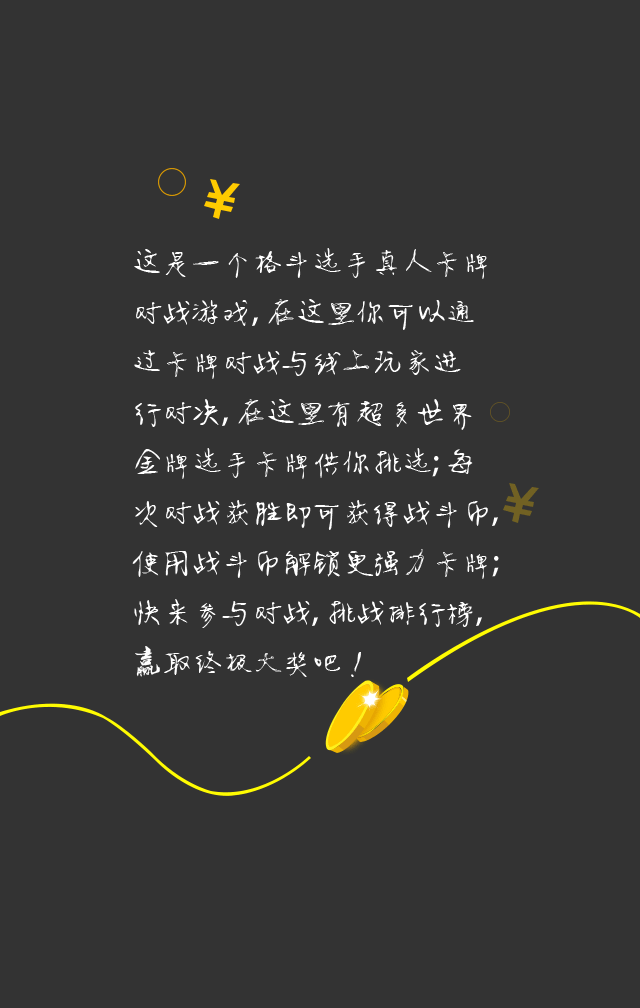 ¥
这是一个格斗选手真人卡牌
对战游戏,在这里你可以通
过卡牌对战与线上玩家进
行对决,在这里有超多世界
金牌选手卡牌供你挑选;每
次对战获胜即可获得战斗币,
¥
使用战斗币解锁更强力卡牌;
快来参与对战,挑战排行榜,
赢取终极大奖吧!